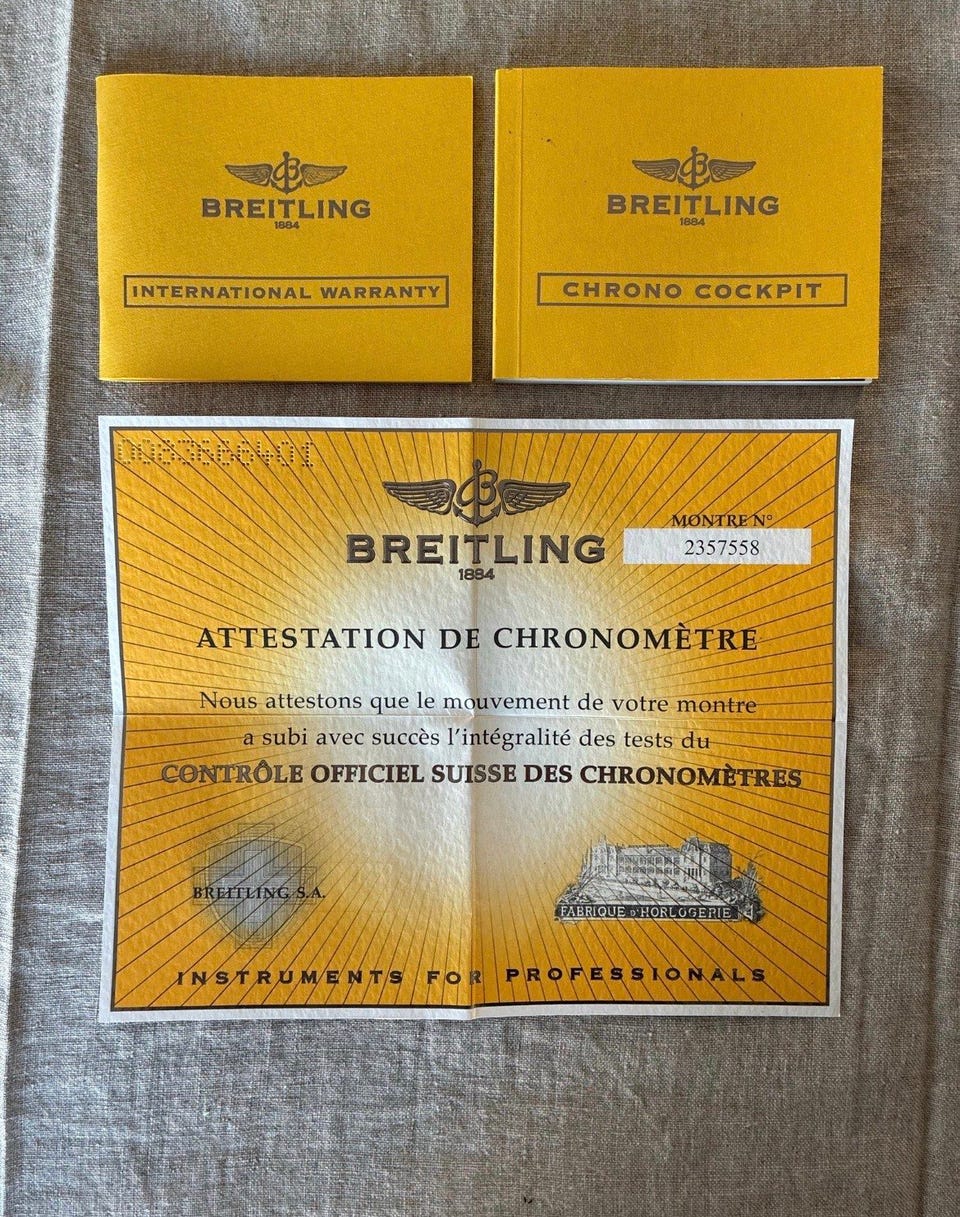 BREITLING
1884
INTERNATIONAL WARRANTY
BREITLING
1884
CHRONO COCKPIT
BREITLING
1884
MONTRE N°
2357558
ATTESTATION DE CHRONOMÈTRE
Nous attestons que le mouvement de votre montre
a subi avec succès l'intégralité des tests du
CONTRÔLE OFFICIEL SUISSE DES CHRONOMÈTRES
BREITLING S.A.
FABRIQUE D'HORLOGERIE
INSTRUMENTS FOR PROFESSIONALS